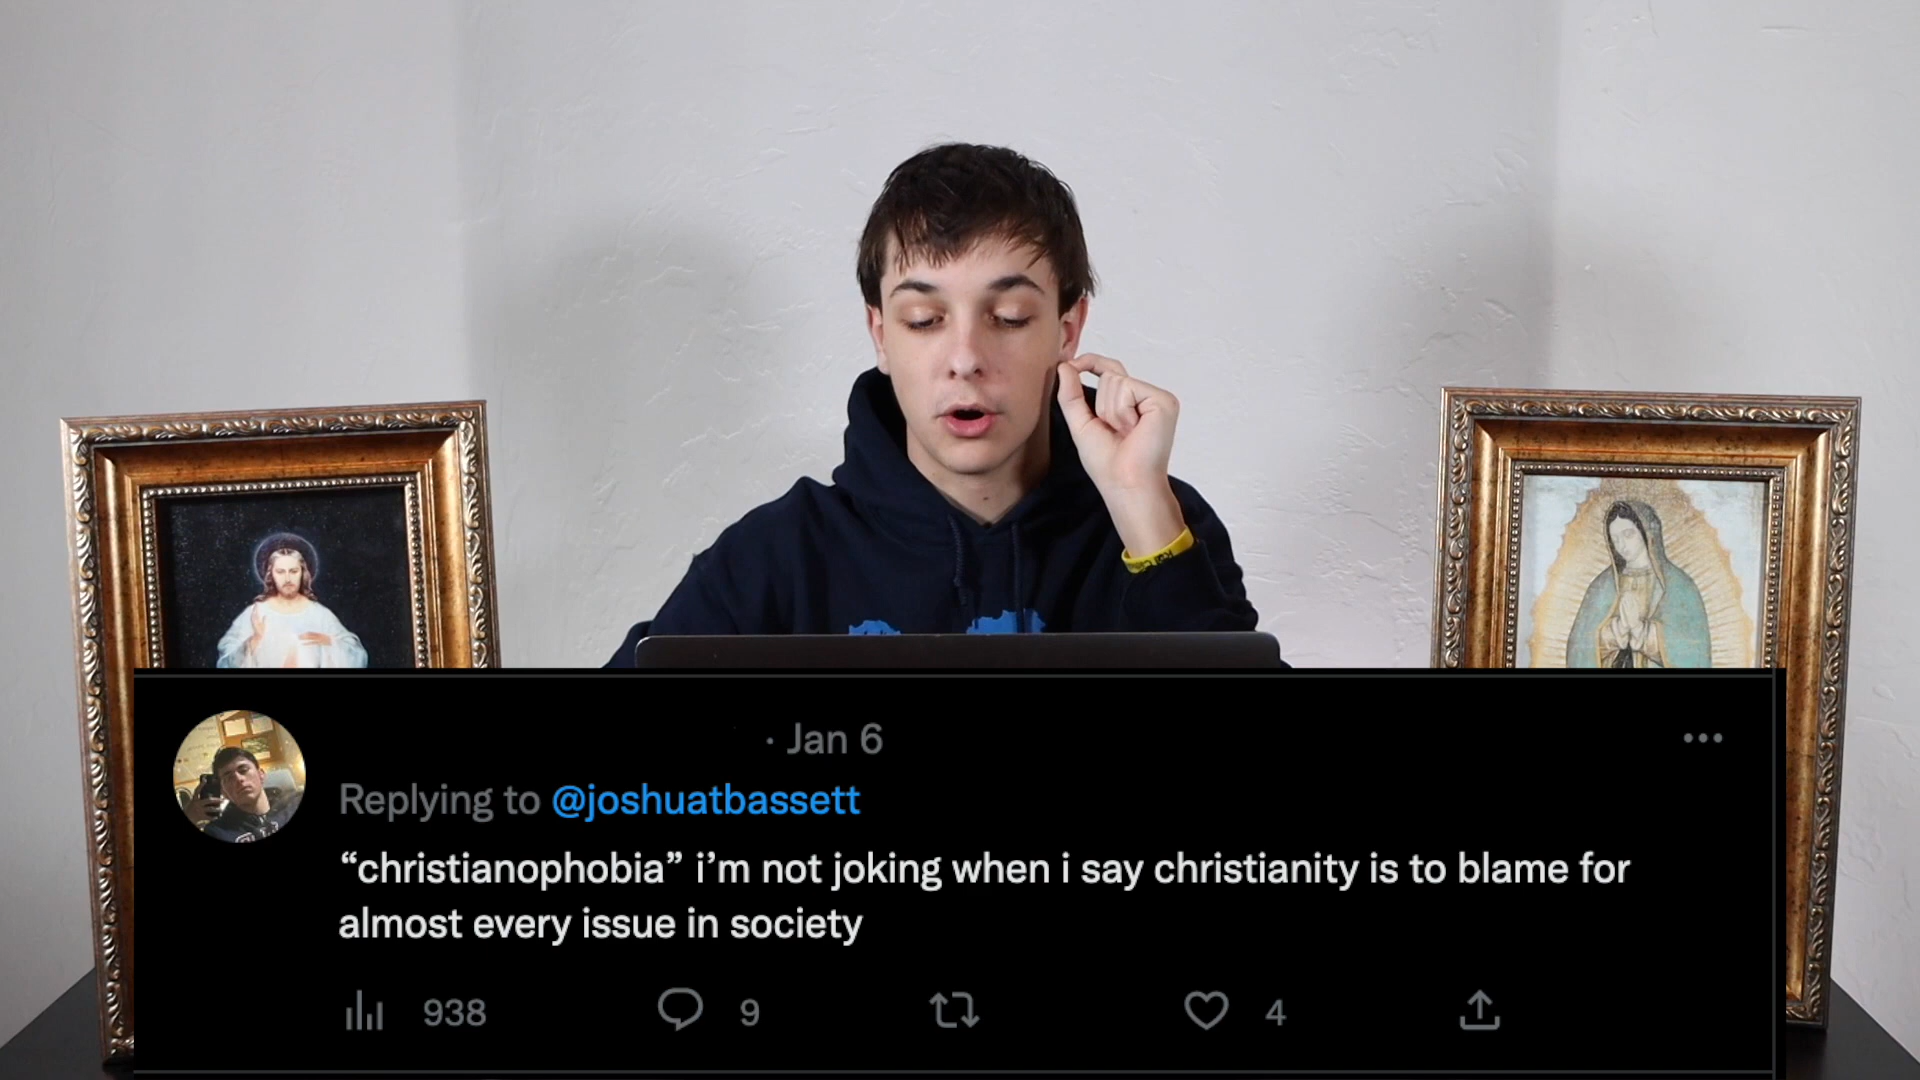 · Jan 6
Replying to @joshuatbassett
“christianophobia” i’m not joking when i say christianity is to blame for
almost every issue in society
938 9 4